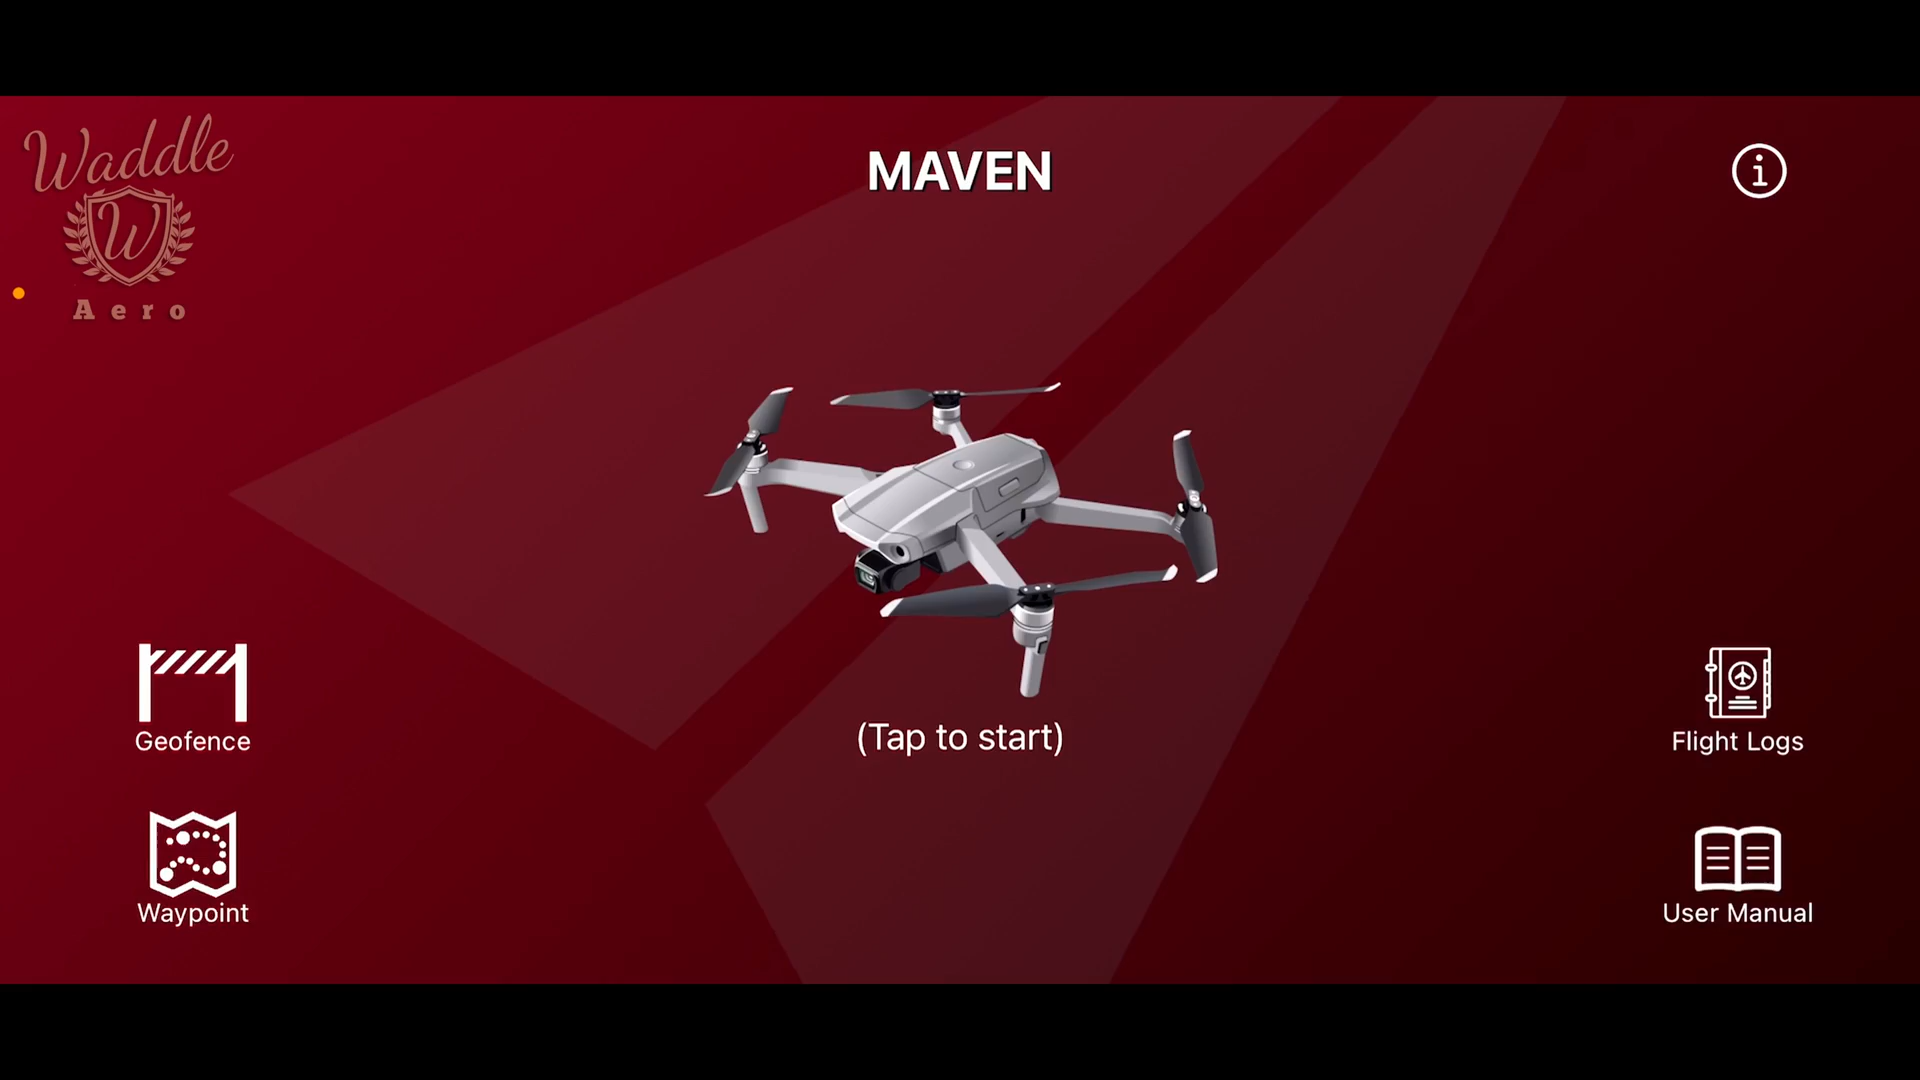 Waddle
W
Aero
MAVEN
i
(Tap to start)
Geofence
Flight Logs
Waypoint
User Manual